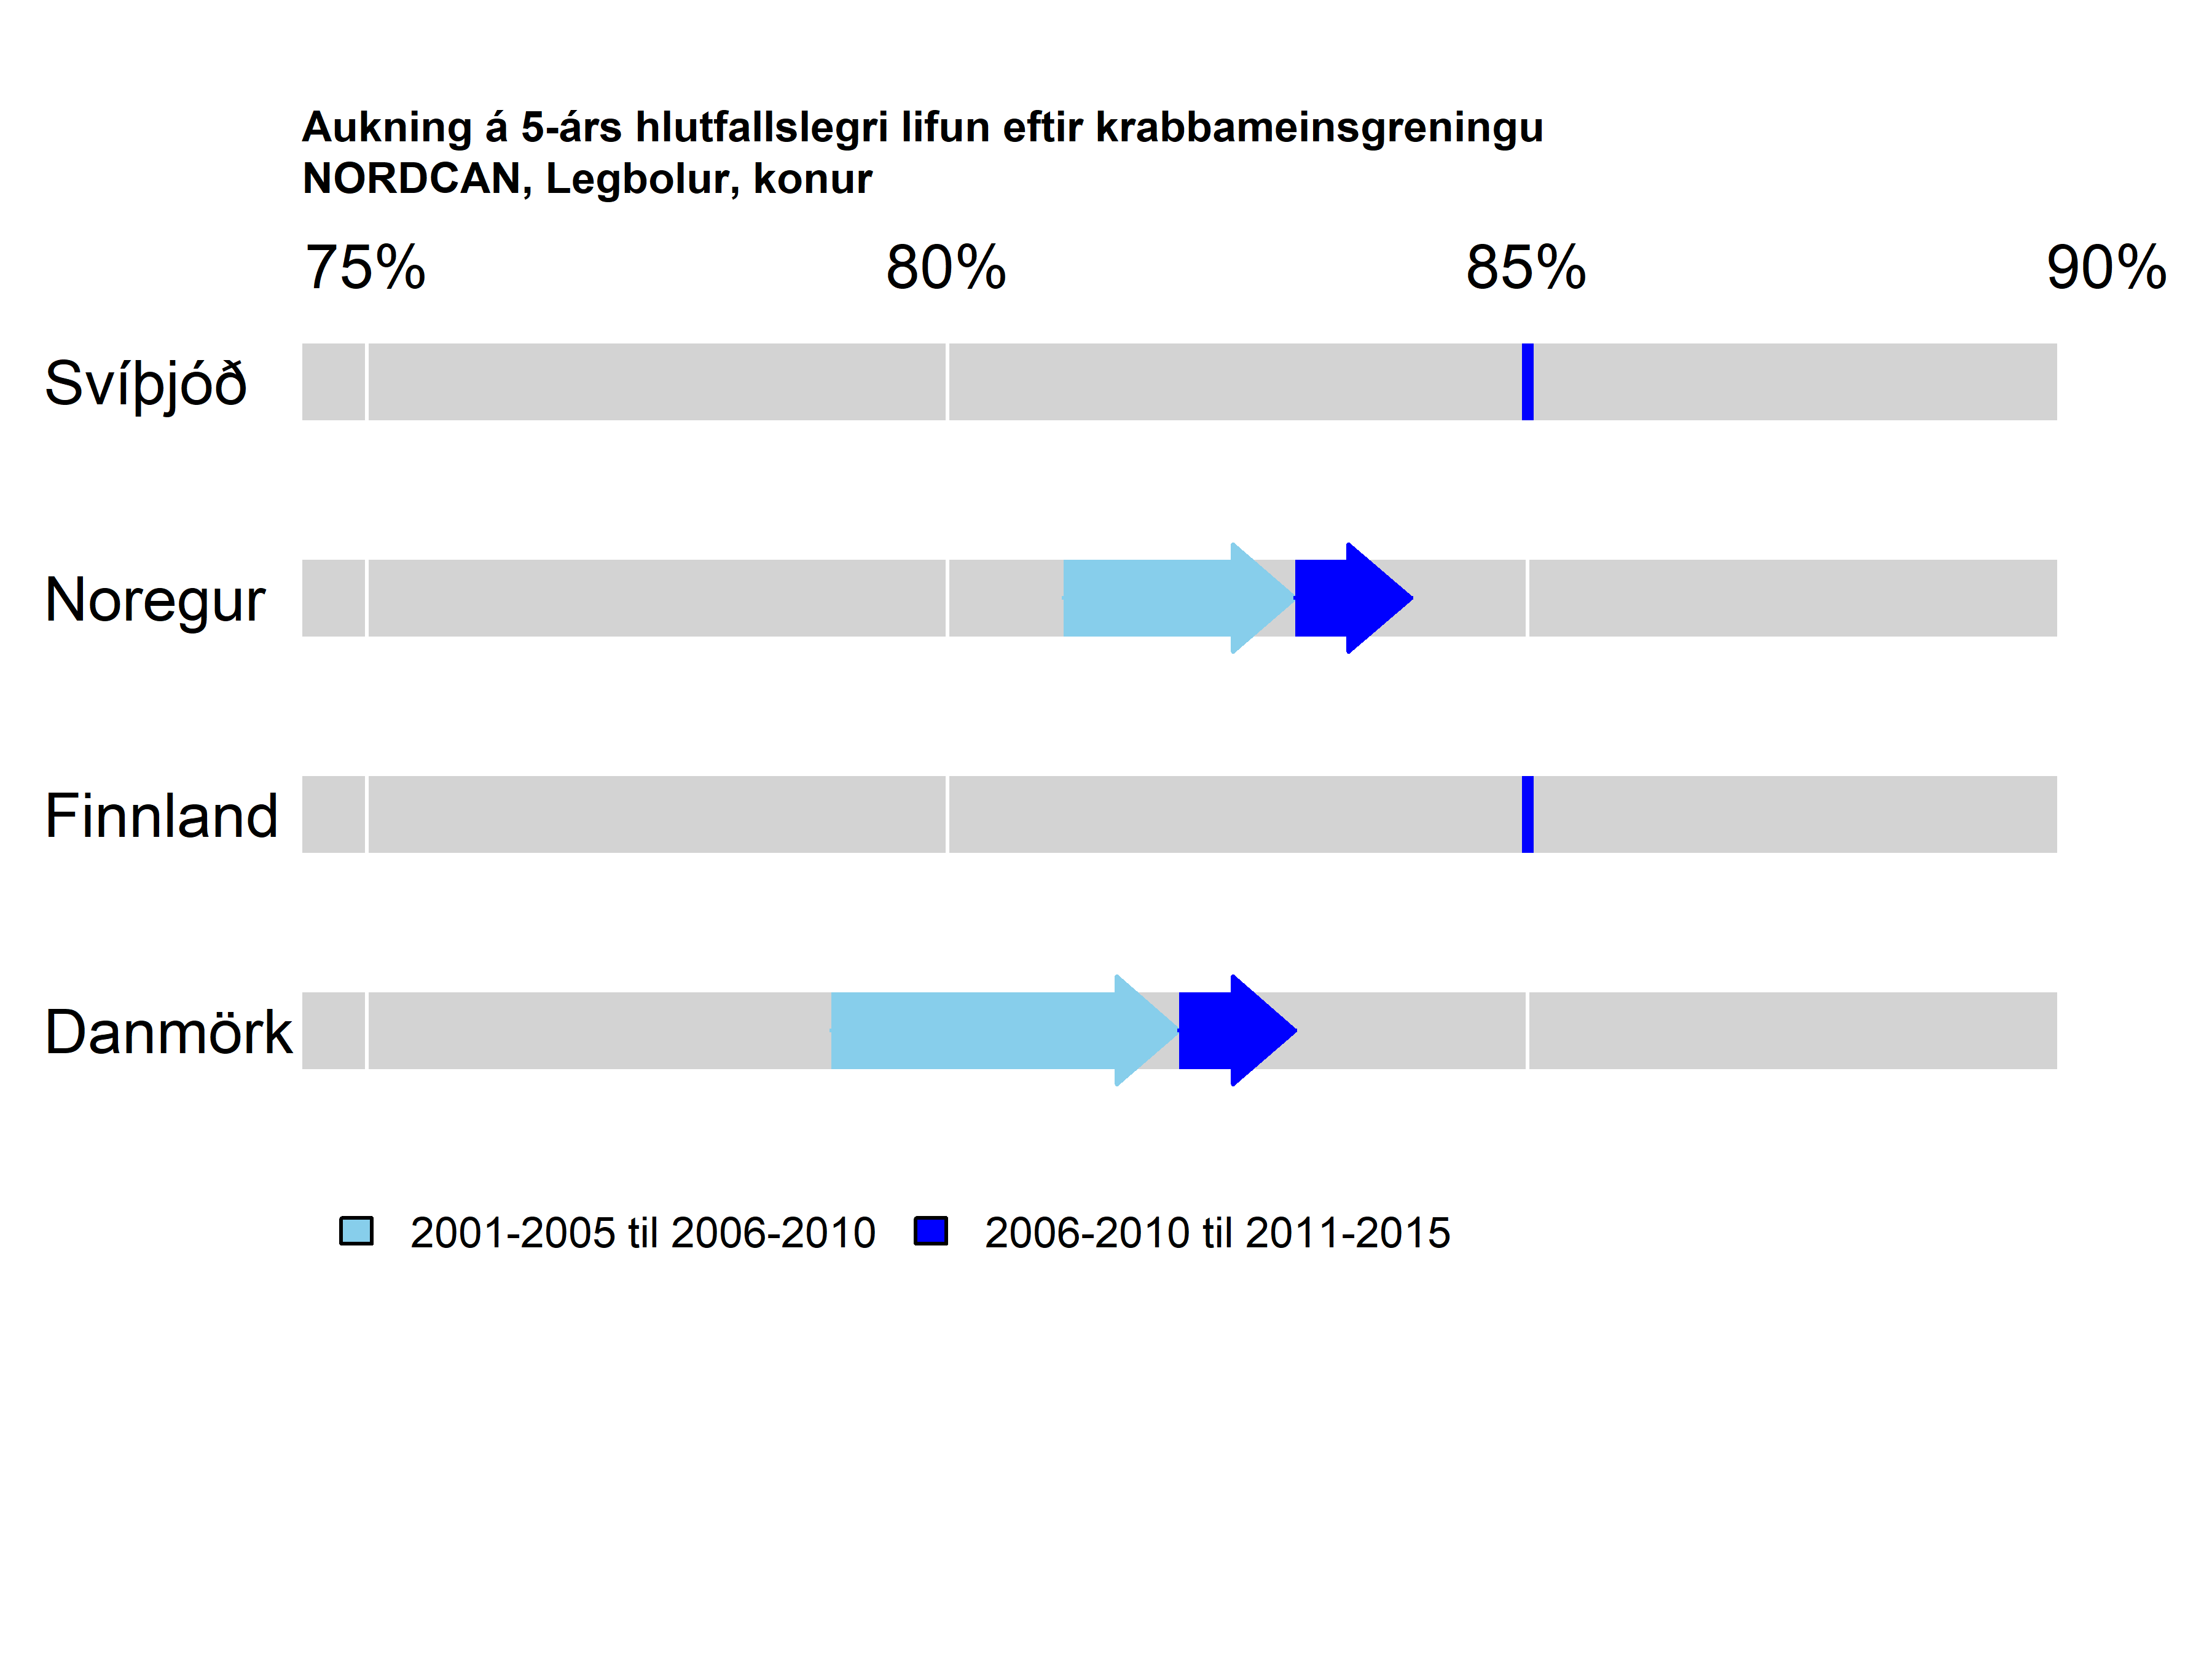 Aukning á 5-árs hlutfallslegri lifun eftir krabbameinsgreningu
NORDCAN, Legbolur, konur
75% 80% 85% 90%
Svíþjóð
Noregur
Finnland
Danmörk
2001-2005 til 2006-2010 2006-2010 til 2011-2015